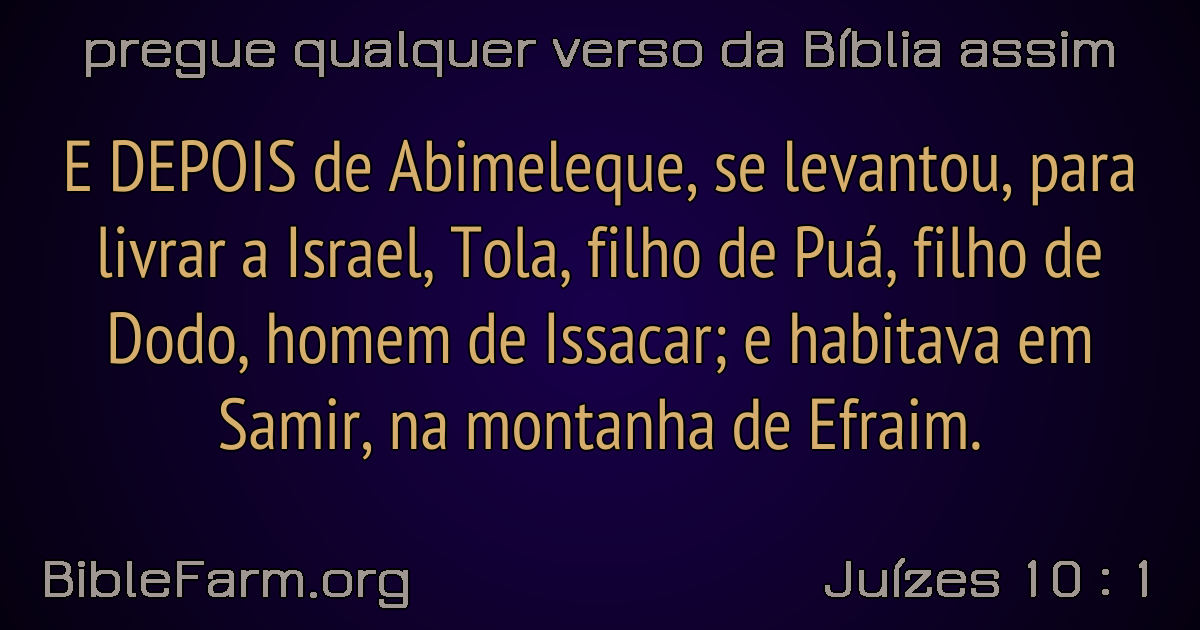 pregue qualquer verso da Bíblia assim
E DEPOIS de Abimeleque, se levantou, para
livrar a Israel, Tola, filho de Puá, filho de
Dodo, homem de Issacar; e habitava em
Samir, na montanha de Efraim.
BibleFarm.org
Juízes 10 : 1